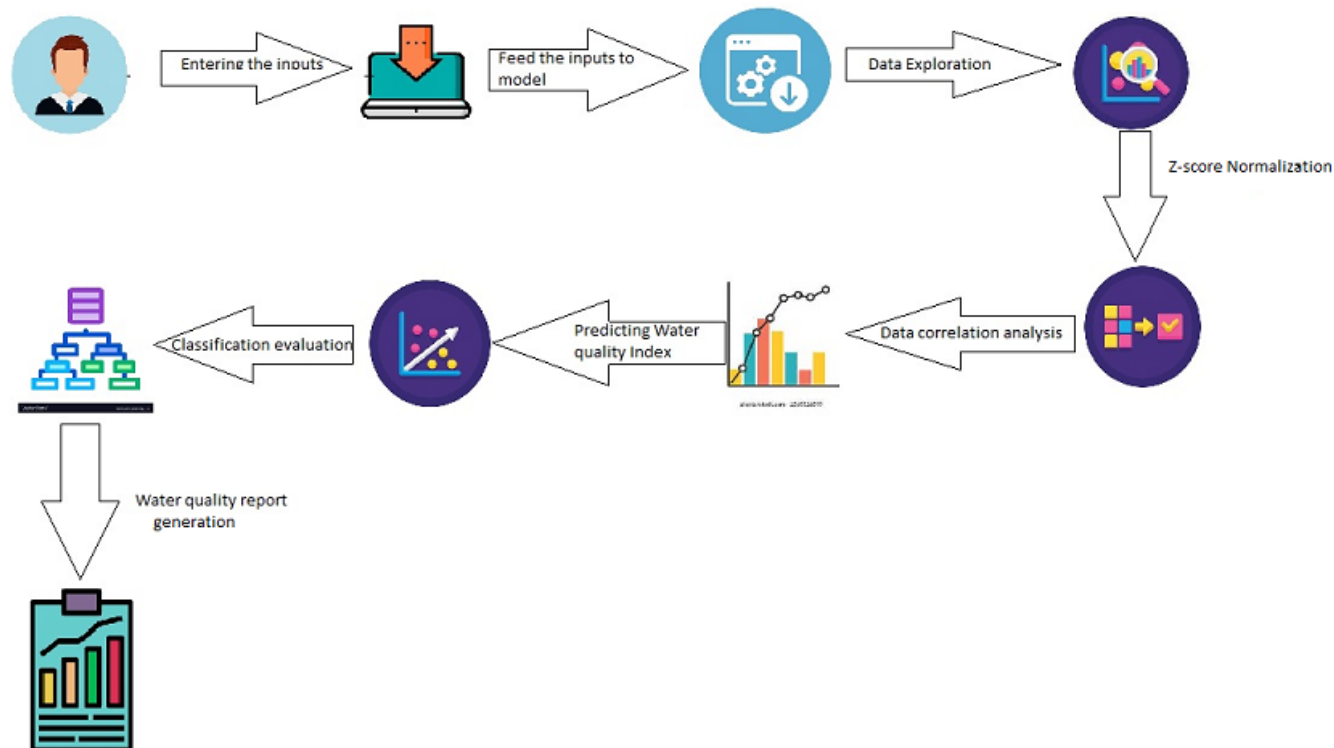 Entering the inputs
Feed the inputs to
model
Data Exploration
Z-score Normalization
Data correlation analysis
Predicting Water
quality Index
Classification evaluation
Water quality report
generation